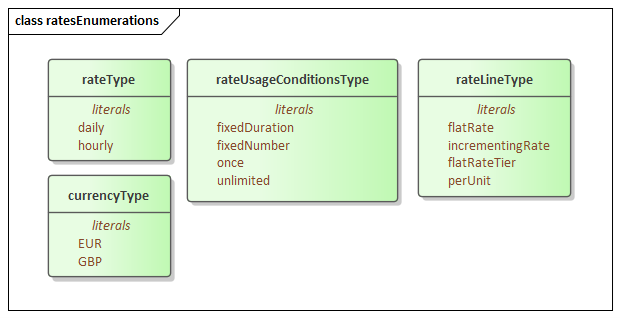 class ratesEnumerations
rateType
literals
daily
hourly
rateUsageConditionsType
literals
fixedDuration
fixedNumber
once
unlimited
rateLineType
literals
flatRate
incrementingRate
flatRateTier
perUnit
currencyType
literals
EUR
GBP